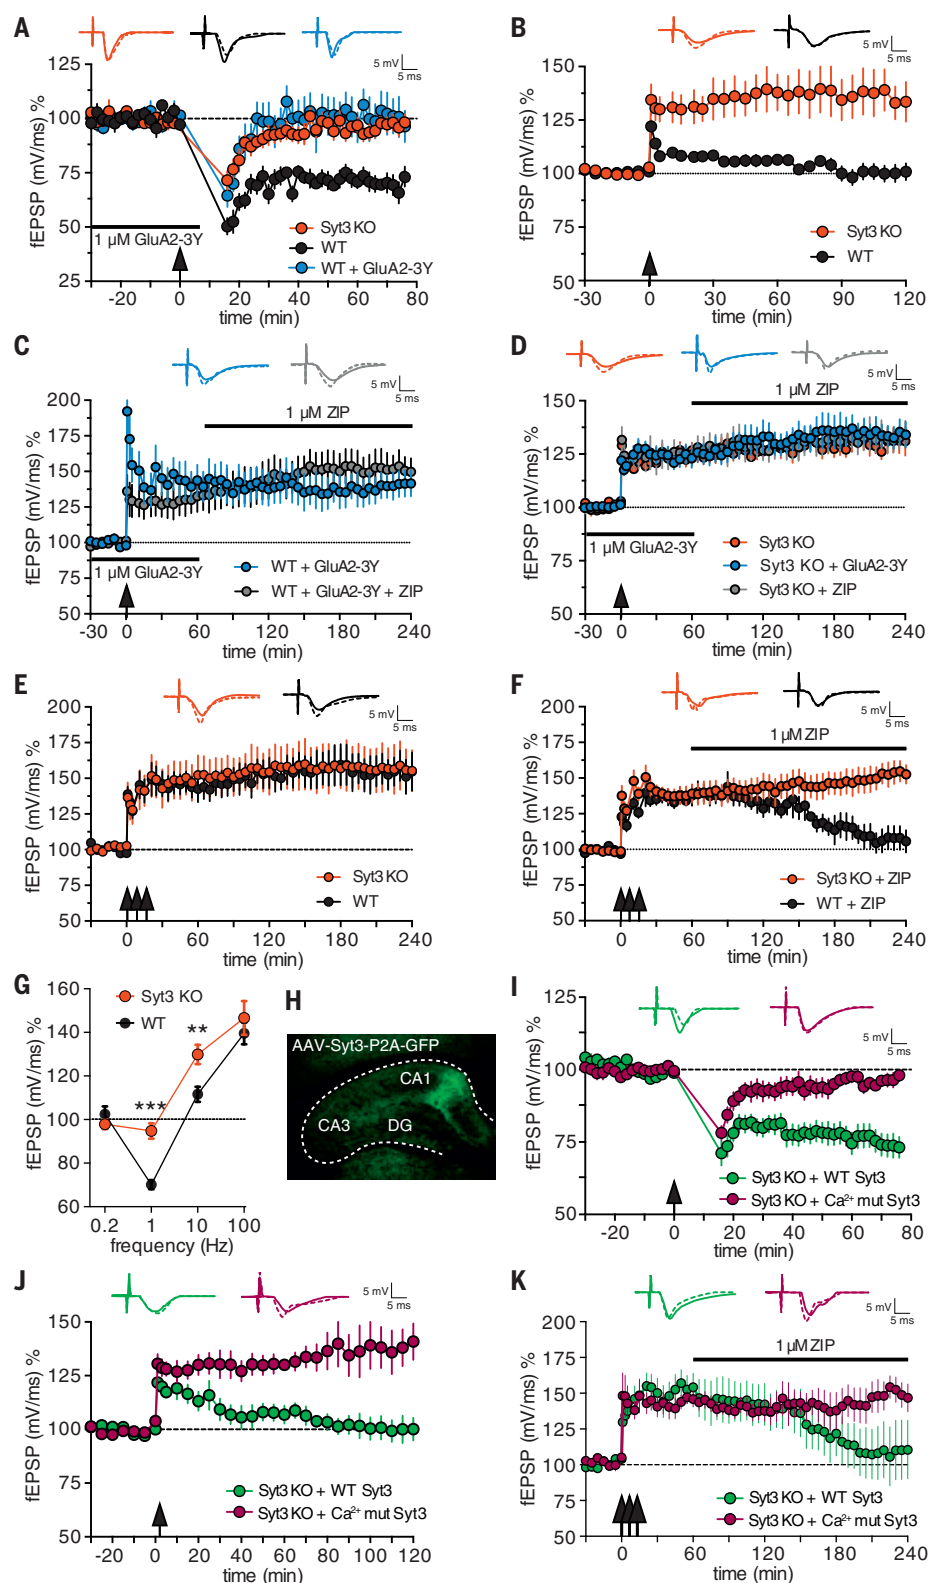 A
5 mV
5 ms
fEPSP (mV/ms) %
125
100
75
50
25
1 µM GluA2-3Y
Syt3 KO
WT
WT + GluA2-3Y
-20 0 20 40 60 80
time (min)
B
5 mV
5 ms
fEPSP (mV/ms) %
150
125
100
75
50
Syt3 KO
WT
-30 0 30 60 90 120
time (min)
C
5 mV
5 ms
fEPSP (mV/ms) %
200
175
150
125
100
75
50
1 µM ZIP
1 µM GluA2-3Y
WT + GluA2-3Y
WT + GluA2-3Y + ZIP
-30 0 60 120 180 240
time (min)
D
5 mV
5 ms
fEPSP (mV/ms) %
200
175
150
125
100
75
50
1 µM ZIP
1 µM GluA2-3Y
Syt3 KO
Syt3 KO + GluA2-3Y
Syt3 KO + ZIP
-30 0 60 120 180 240
time (min)
E
5 mV
5 ms
fEPSP (mV/ms) %
200
175
150
125
100
75
50
Syt3 KO
WT
-30 0 60 120 180 240
time (min)
F
5 mV
5 ms
fEPSP (mV/ms) %
200
175
150
125
100
75
50
1 µM ZIP
Syt3 KO + ZIP
WT + ZIP
-30 0 60 120 180 240
time (min)
G
fEPSP (mV/ms) %
160
140
120
100
80
60
Syt3 KO
WT
**
***
0.2 1 10 100
frequency (Hz)
H
AAV-Syt3-P2A-GFP
CA1
CA3 DG
I
5 mV
5 ms
fEPSP (mV/ms) %
125
100
75
50
Syt3 KO + WT Syt3
Syt3 KO + Ca²⁺ mut Syt3
-20 0 20 40 60 80
time (min)
J
5 mV
5 ms
fEPSP (mV/ms) %
150
125
100
75
50
Syt3 KO + WT Syt3
Syt3 KO + Ca²⁺ mut Syt3
-20 0 20 40 60 80 100 120
time (min)
K
5 mV
5 ms
fEPSP (mV/ms) %
200
175
150
125
100
75
50
1 µM ZIP
Syt3 KO + WT Syt3
Syt3 KO + Ca²⁺ mut Syt3
-30 0 60 120 180 240
time (min)